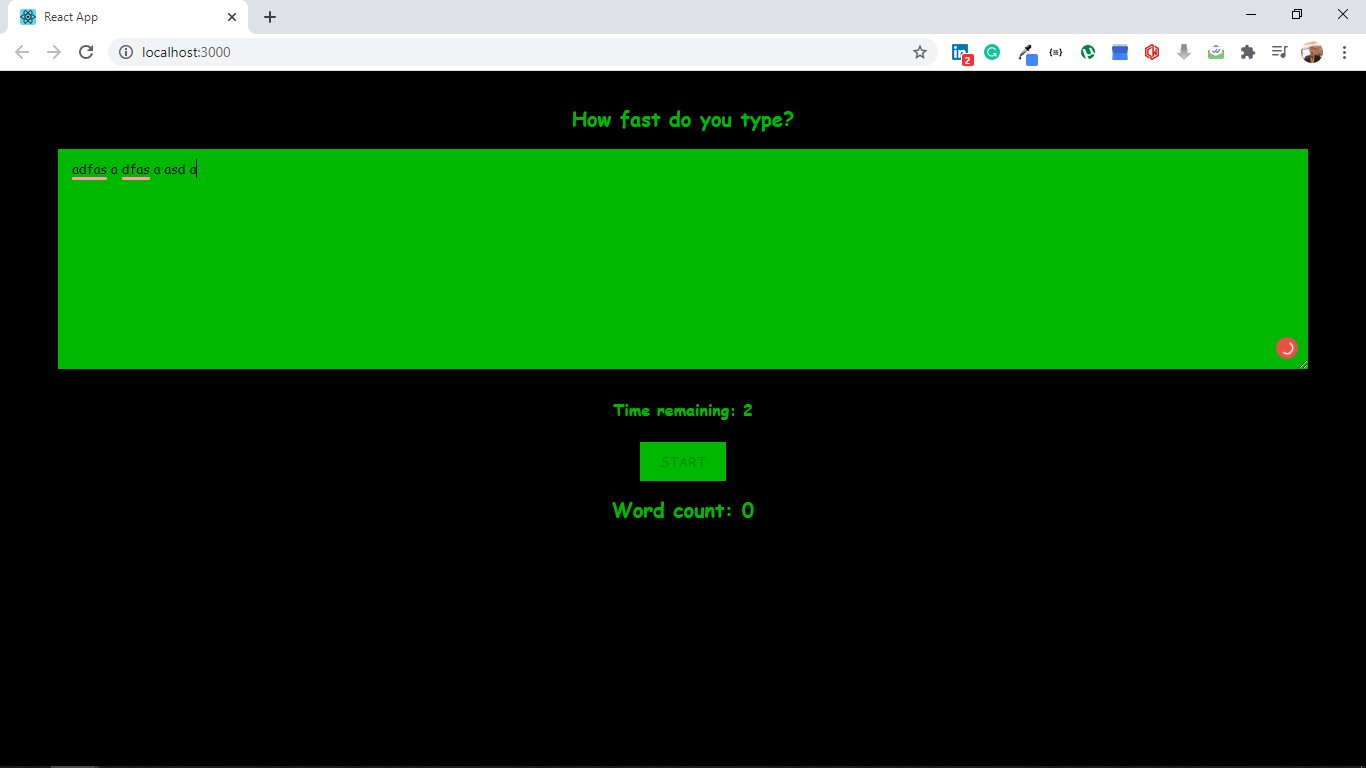 React App
localhost:3000
2
How fast do you type?
adfas a dfas a asd a
Time remaining: 2
START
Word count: 0